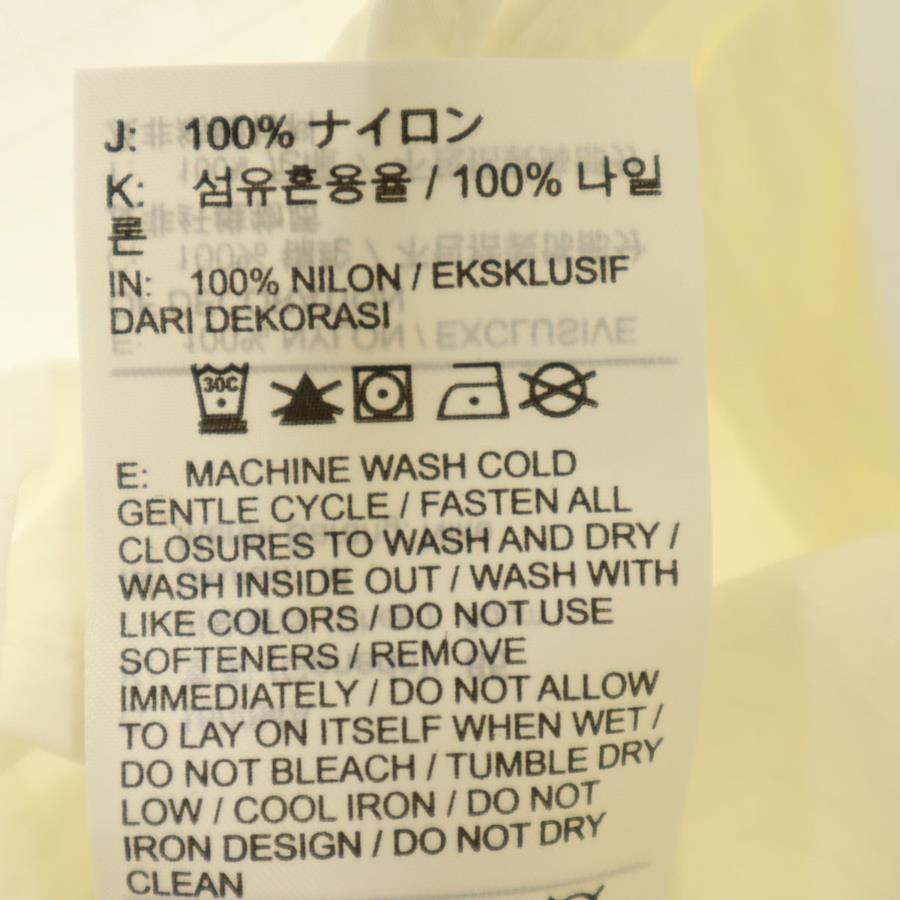 J: 100% ナイロン
K: 섬유혼용율 / 100% 나일
론
IN: 100% NILON / EKSKLUSIF
DARI DEKORASI
30C
E: MACHINE WASH COLD
GENTLE CYCLE / FASTEN ALL
CLOSURES TO WASH AND DRY /
WASH INSIDE OUT / WASH WITH
LIKE COLORS / DO NOT USE
SOFTENERS / REMOVE
IMMEDIATELY / DO NOT ALLOW
TO LAY ON ITSELF WHEN WET /
DO NOT BLEACH / TUMBLE DRY
LOW / COOL IRON / DO NOT
IRON DESIGN / DO NOT DRY
CLEAN